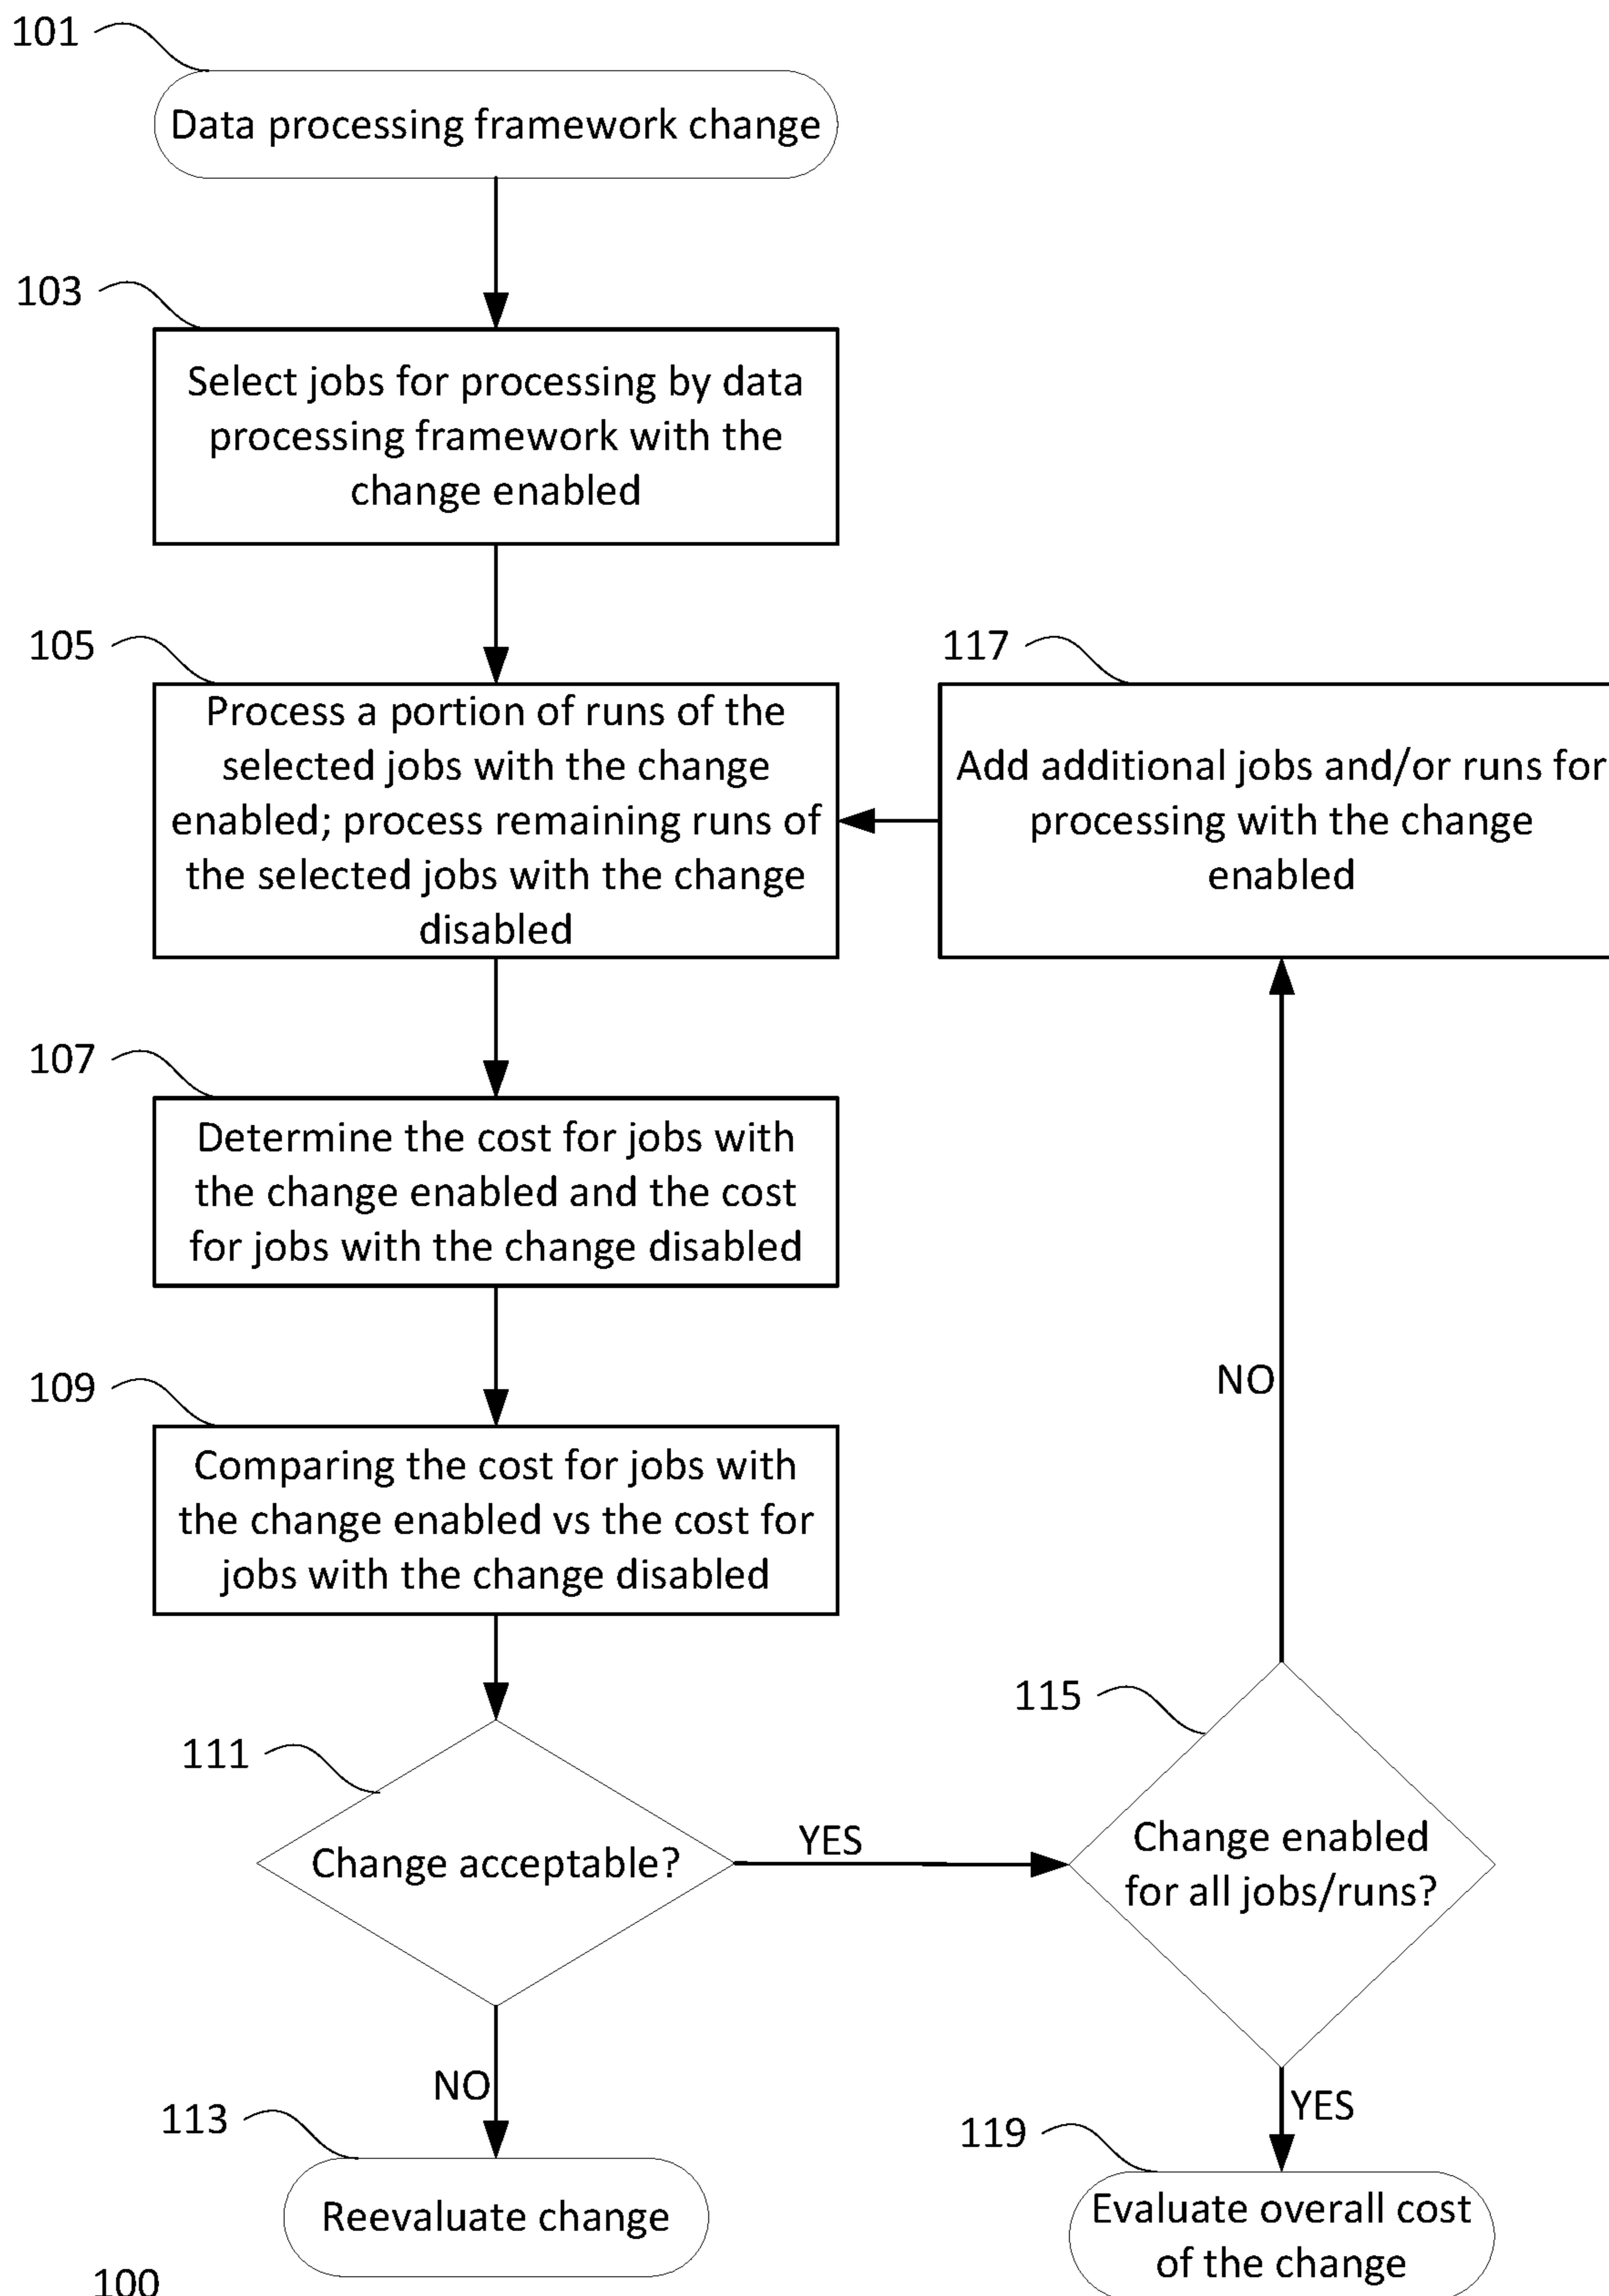 101
Data processing framework change
103
Select jobs for processing by data
processing framework with the
change enabled
105
Process a portion of runs of the
selected jobs with the change
enabled; process remaining runs of
the selected jobs with the change
disabled
117
Add additional jobs and/or runs for
processing with the change
enabled
107
Determine the cost for jobs with
the change enabled and the cost
for jobs with the change disabled
109
Comparing the cost for jobs with
the change enabled vs the cost for
jobs with the change disabled
NO
111
Change acceptable?
YES
115
Change enabled
for all jobs/runs?
NO
113
Reevaluate change
YES
119
Evaluate overall cost
of the change
100